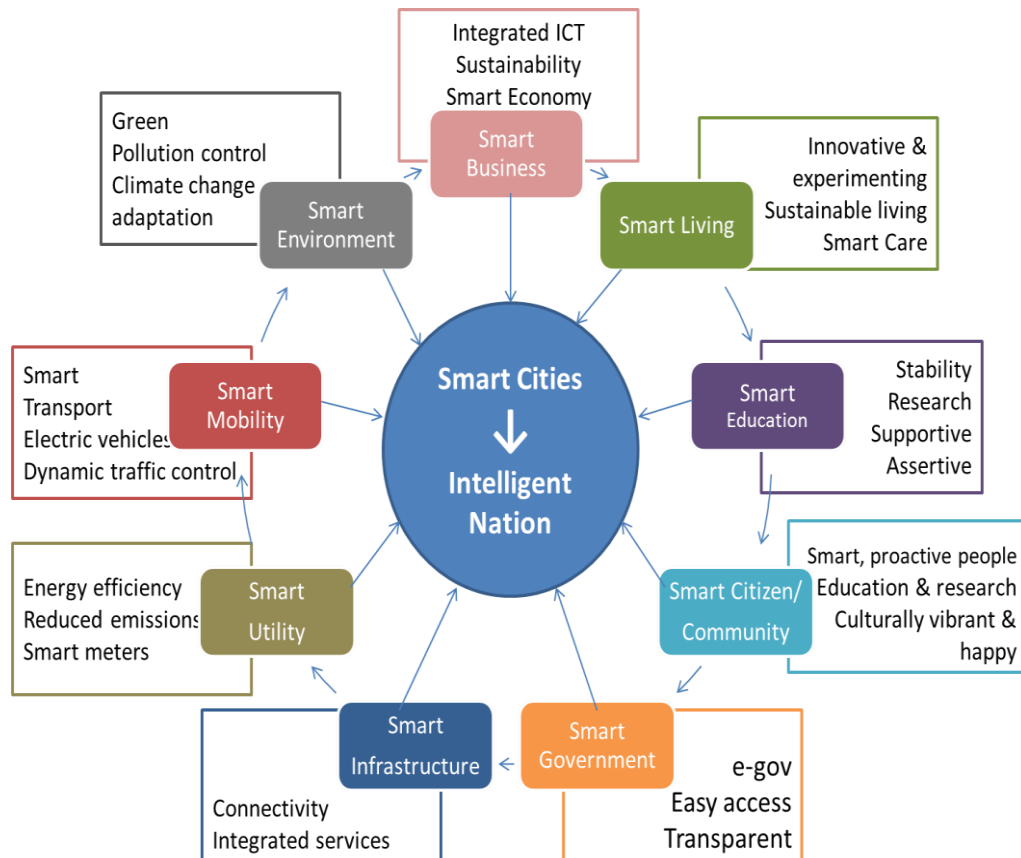 Integrated ICT
Sustainability
Smart Economy
Smart
Business
Innovative &
experimenting
Sustainable living
Smart Care
Smart Living
Stability
Research
Supportive
Assertive
Smart
Education
Smart, proactive people
Education & research
Culturally vibrant &
happy
Smart Citizen/
Community
e-gov
Easy access
Transparent
Smart
Government
Connectivity
Integrated services
Smart
Infrastructure
Energy efficiency
Reduced emissions
Smart meters
Smart
Utility
Smart
Transport
Electric vehicles
Dynamic traffic control
Smart
Mobility
Green
Pollution control
Climate change
adaptation
Smart
Environment
Smart Cities
Intelligent
Nation